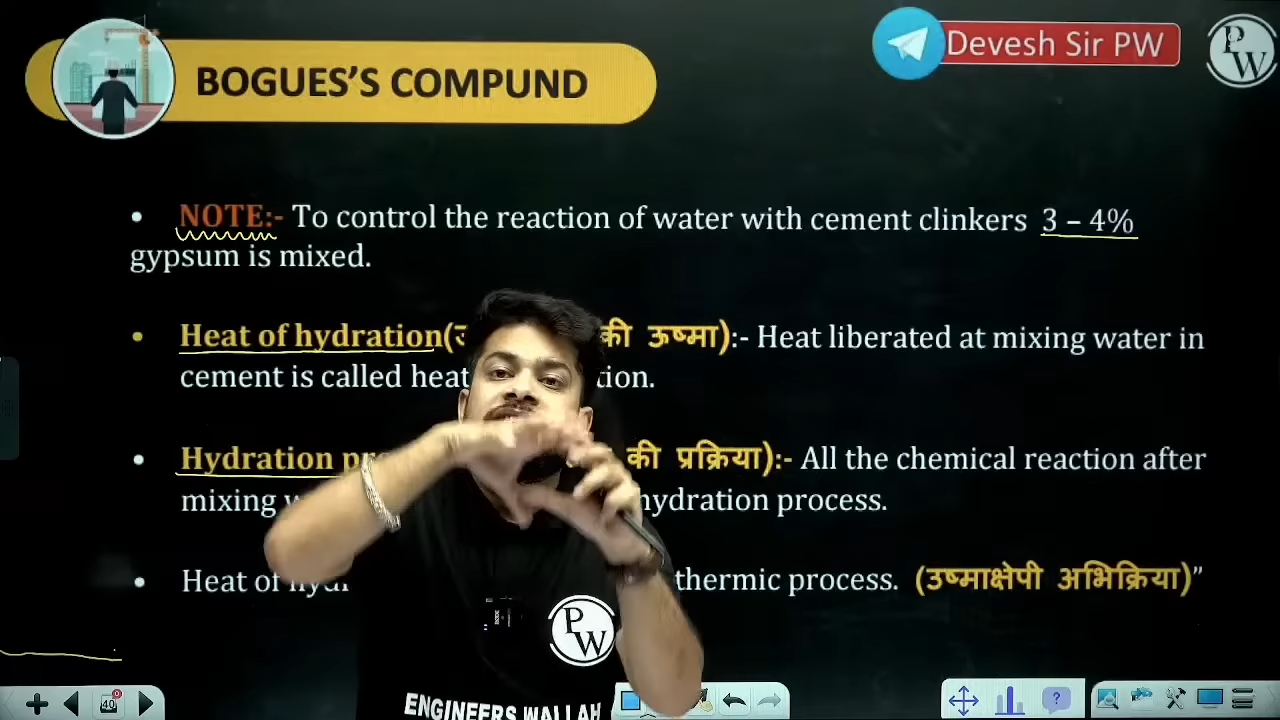 BOGUES'S COMPUND
Devesh Sir PW
P
W
• NOTE:- To control the reaction of water with cement clinkers 3 – 4%
gypsum is mixed.
• Heat of hydration( की ऊष्मा):- Heat liberated at mixing water in
cement is called heat
• Hydration की प्रक्रिया):- All the chemical reaction after
mixing hydration process.
• Heat of thermic process. (उष्माक्षेपी अभिक्रिया)”
P
W
ENGINEERS WALLAH
40
0
?